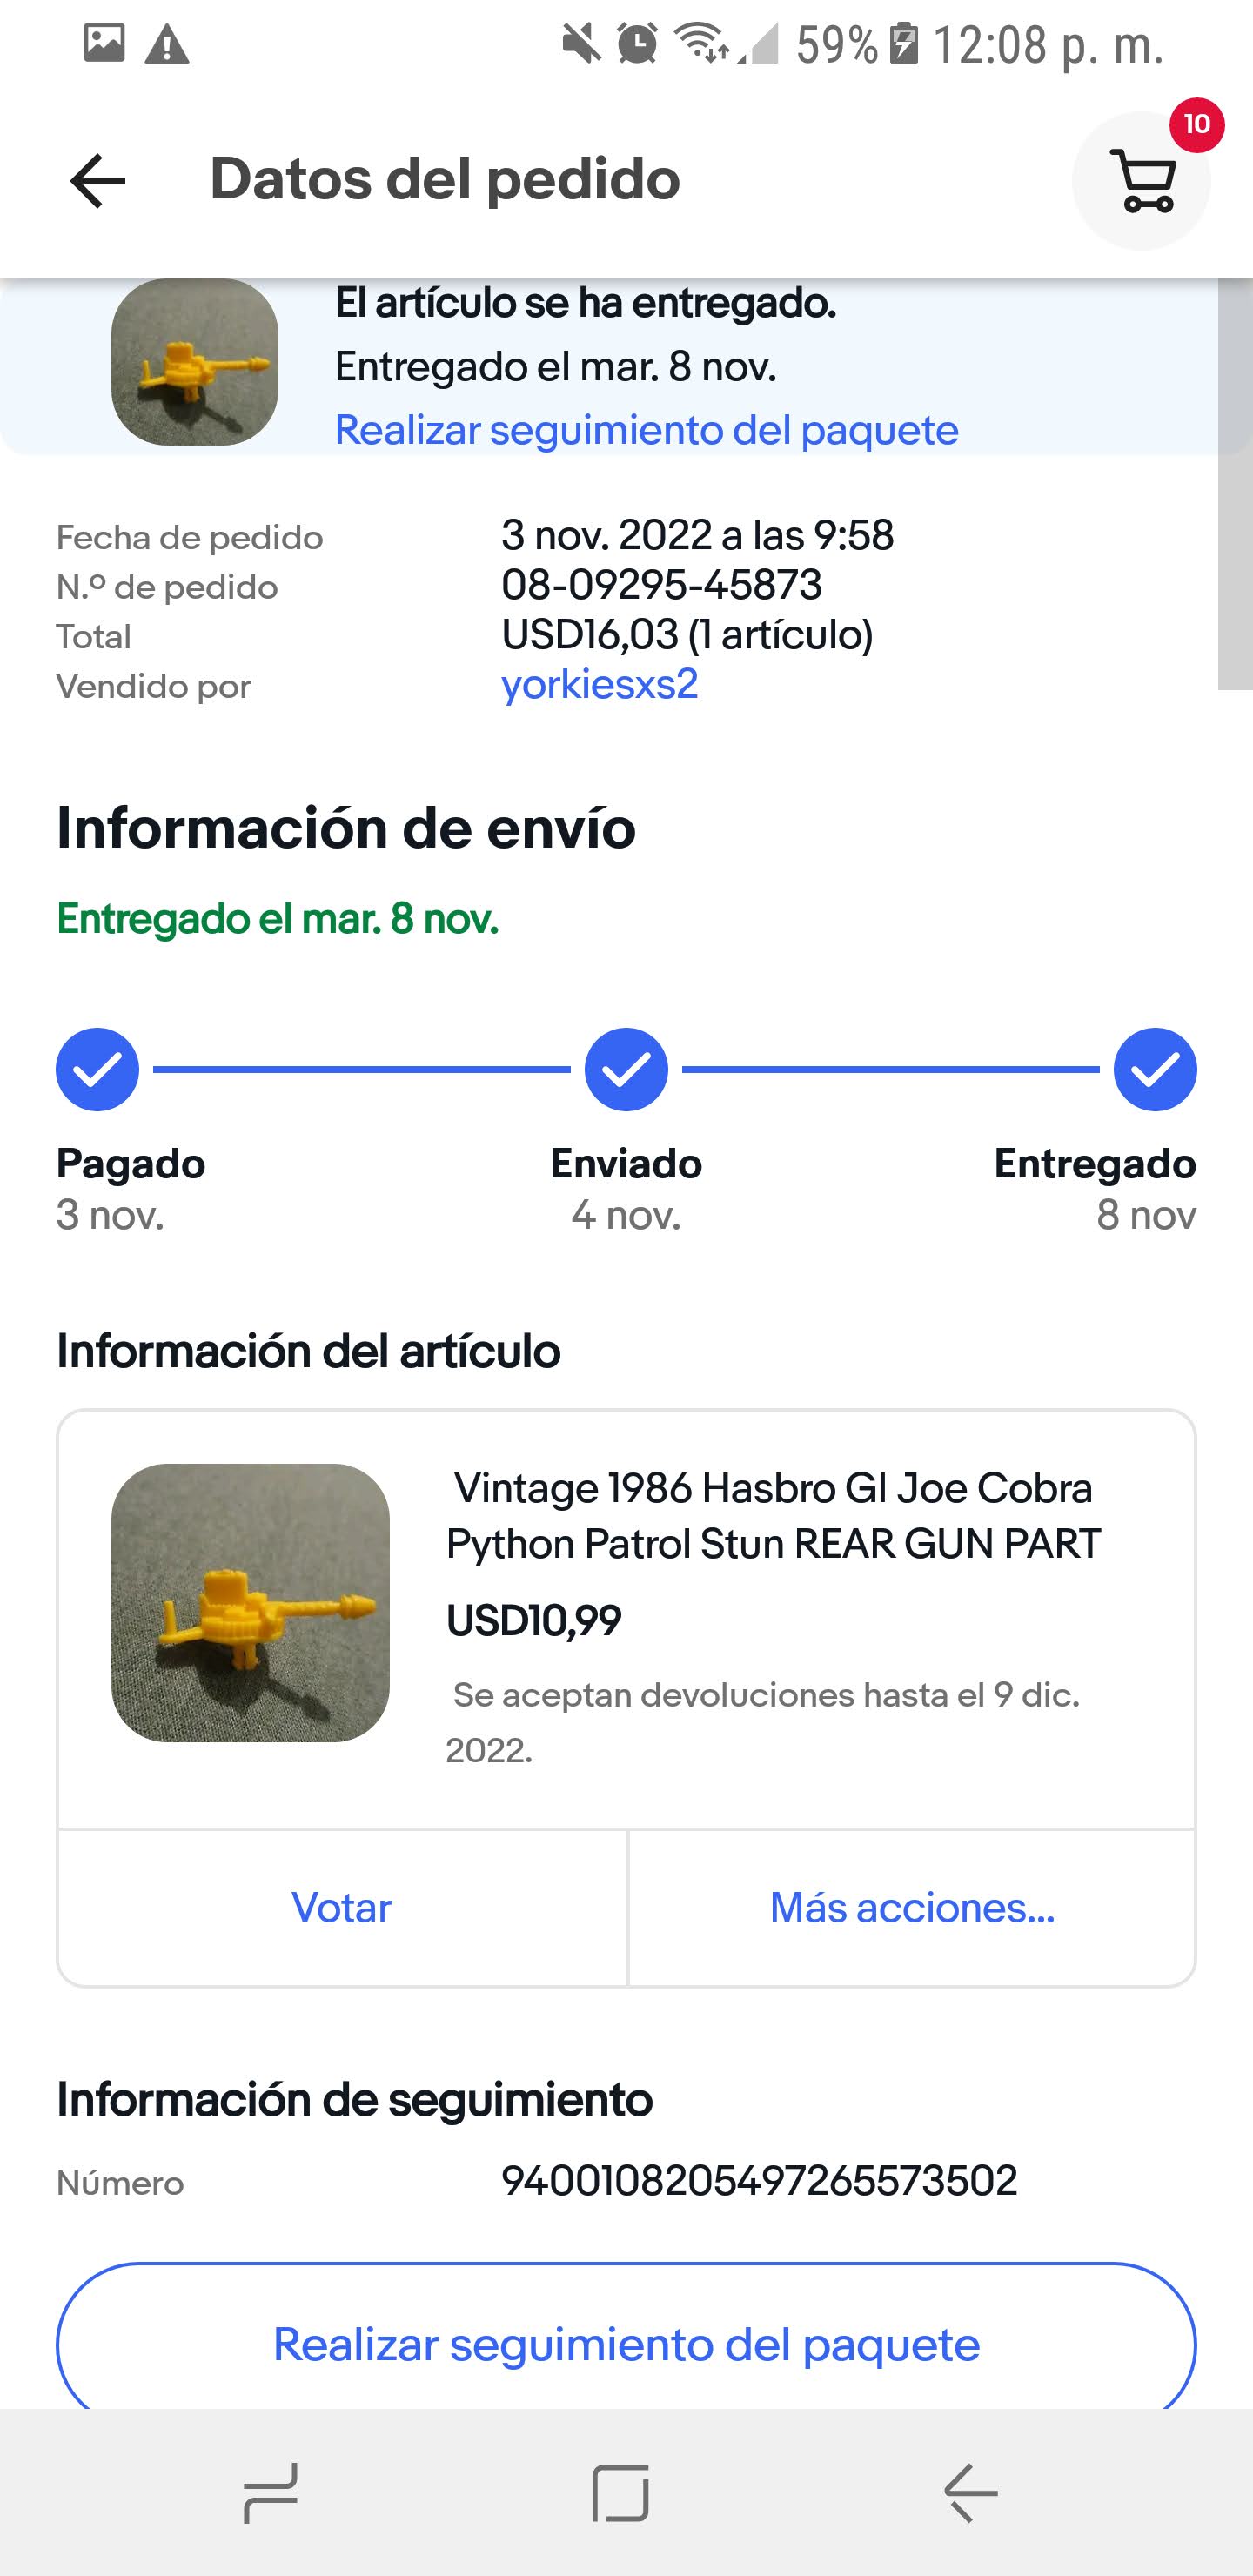 59% 12:08 p. m.
10
Datos del pedido
El artículo se ha entregado.
Entregado el mar. 8 nov.
Realizar seguimiento del paquete
Fecha de pedido 3 nov. 2022 a las 9:58
N.º de pedido 08-09295-45873
Total USD16,03 (1 artículo)
Vendido por yorkiesxs2
Información de envío
Entregado el mar. 8 nov.
Pagado Enviado Entregado
3 nov. 4 nov. 8 nov
Información del artículo
Vintage 1986 Hasbro GI Joe Cobra
Python Patrol Stun REAR GUN PART
USD10,99
Se aceptan devoluciones hasta el 9 dic.
2022.
Votar Más acciones...
Información de seguimiento
Número 9400108205497265573502
Realizar seguimiento del paquete